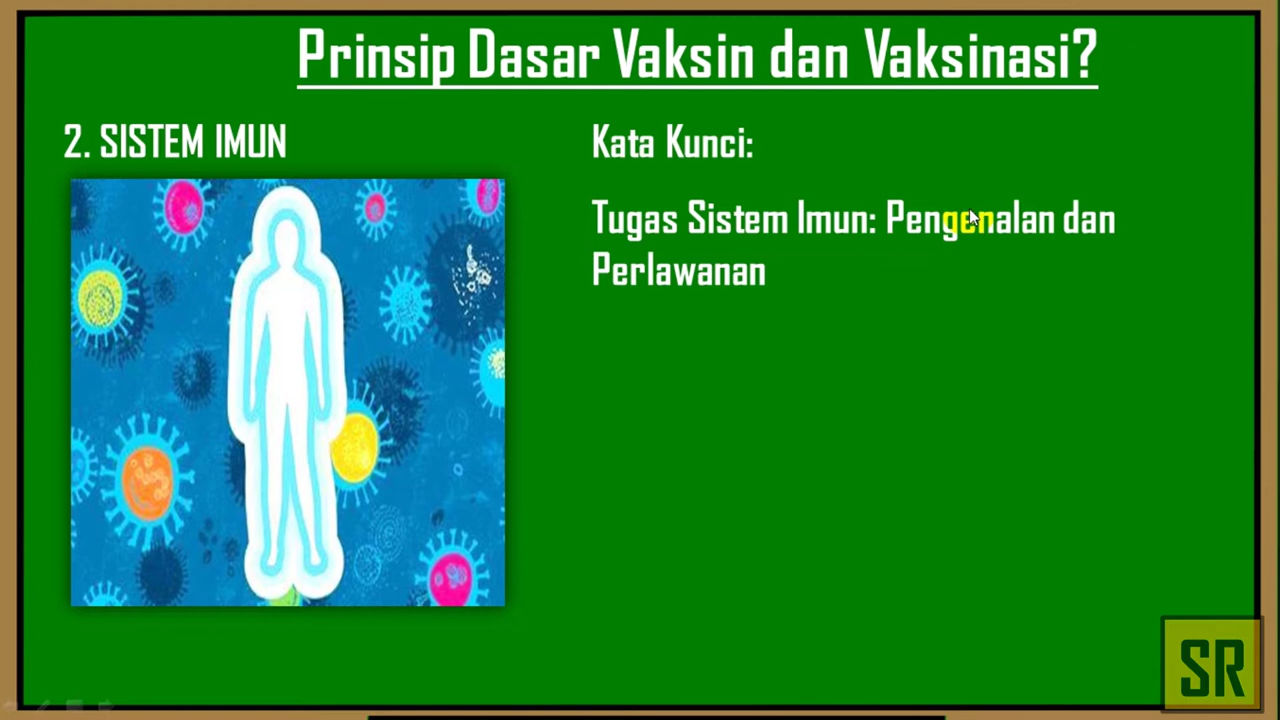 Prinsip Dasar Vaksin dan Vaksinasi?
2. SISTEM IMUN
Kata Kunci:
Tugas Sistem Imun: Pengenalan dan
Perlawanan
SR